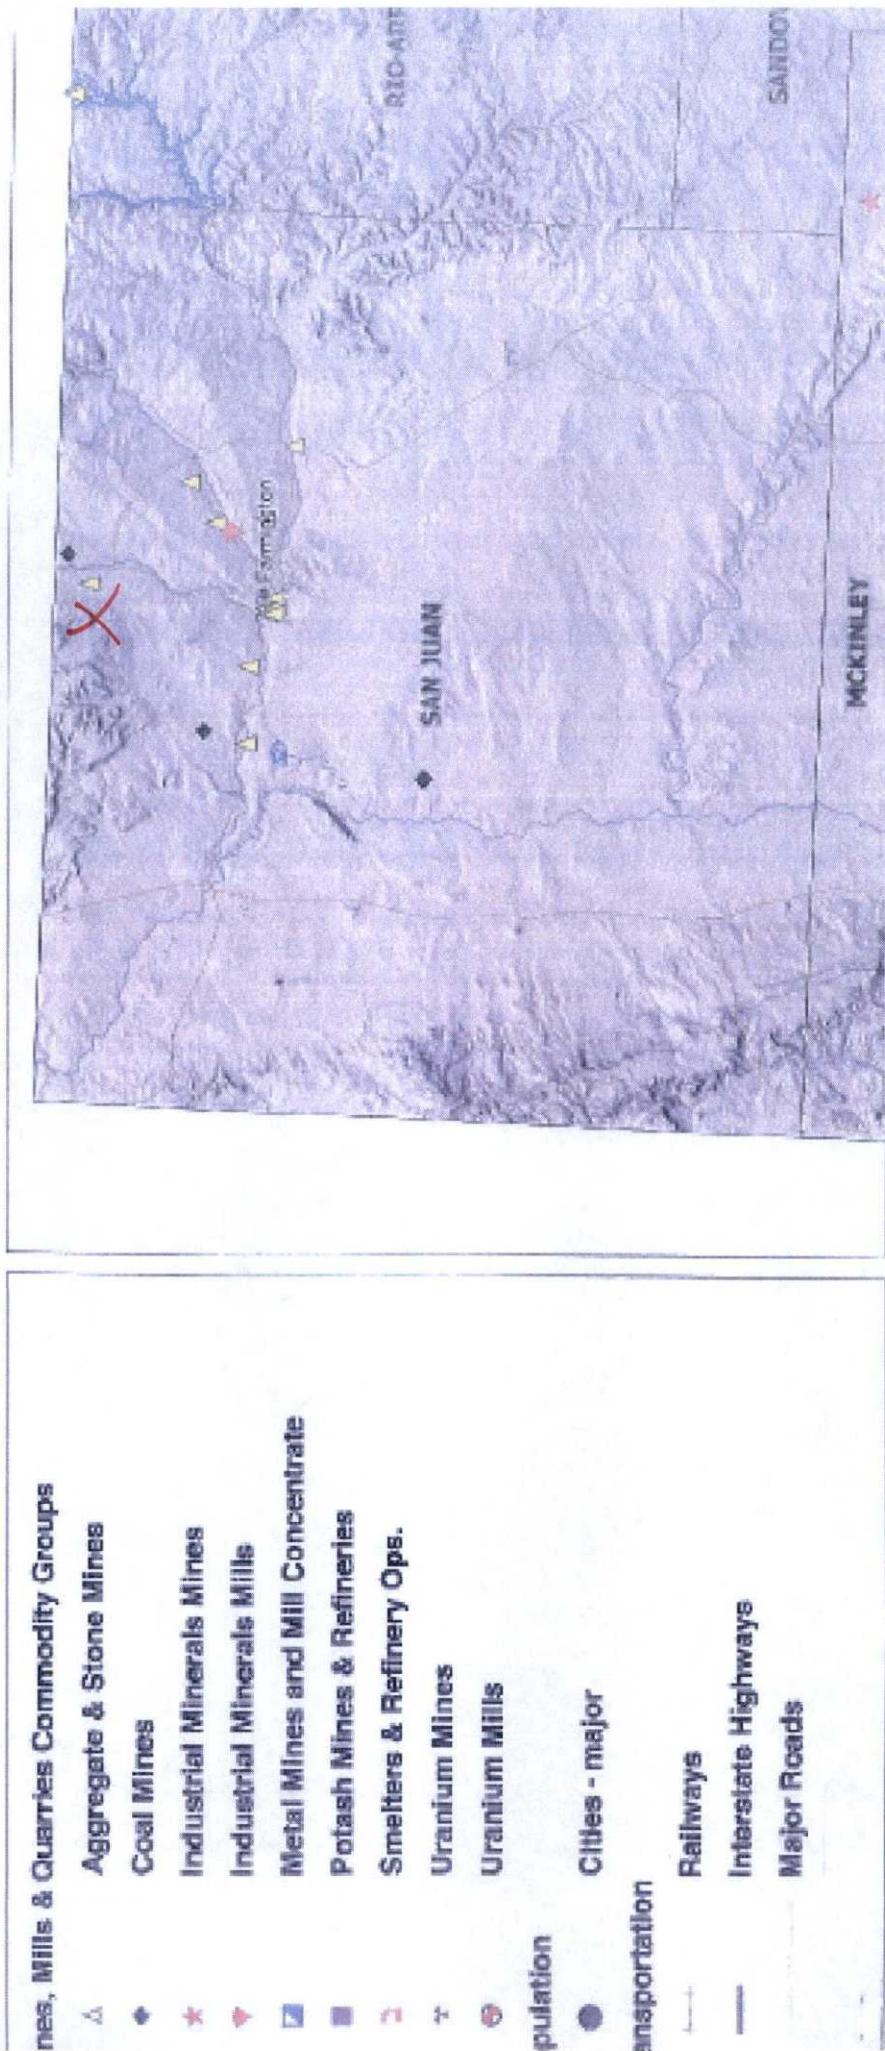 nes, Mills & Quarries Commodity Groups
Aggregate & Stone Mines
Coal Mines
Industrial Minerals Mines
Industrial Minerals Mills
Metal Mines and Mill Concentrate
Potash Mines & Refineries
Smelters & Refinery Ops.
Uranium Mines
Uranium Mills
pulation
Cities - major
ansportation
Railways
Interstate Highways
Major Roads
Farmington
RIO ARR
SAN JUAN
SANDOV
MCKINLEY